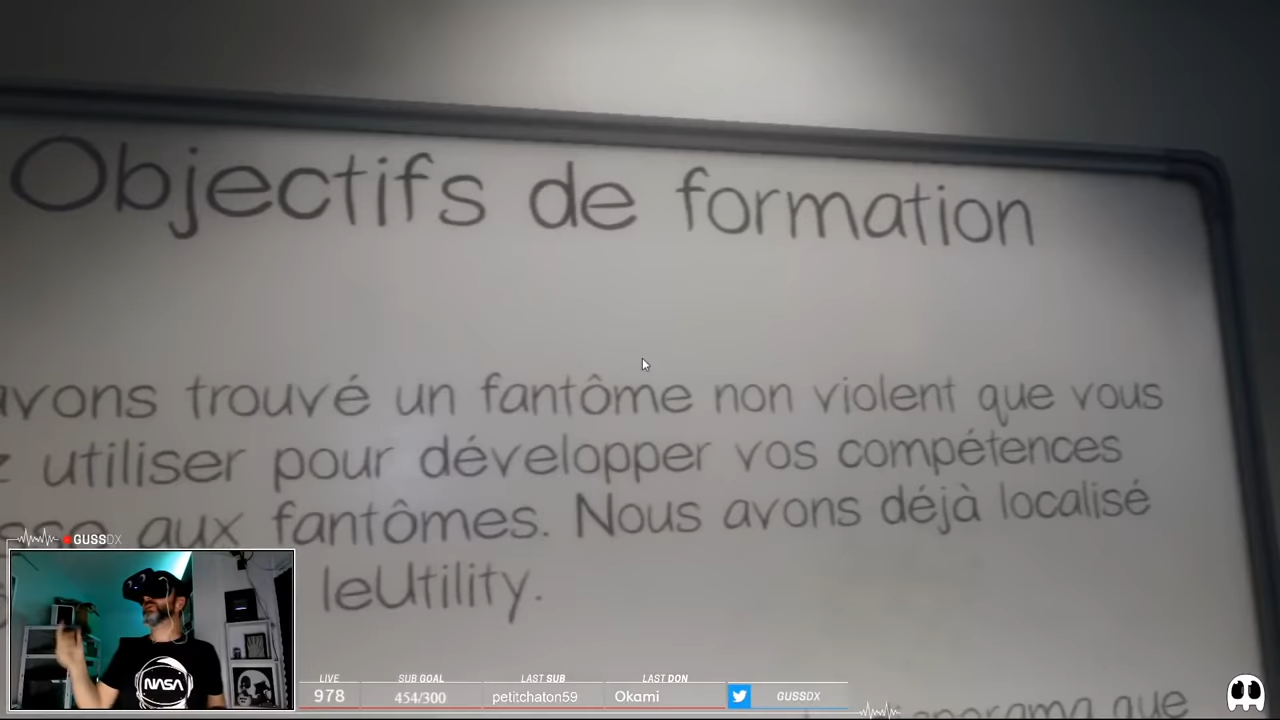 Objectifs de formation
avons trouvé un fantôme non violent que vous
utiliser pour développer vos compétences
aux fantômes. Nous avons déjà localisé
leUtility.
que
GUSSDX
NASA
LIVE SUB GOAL LAST SUB LAST DON
978 454/300 petitchaton59 Okami GUSSDX